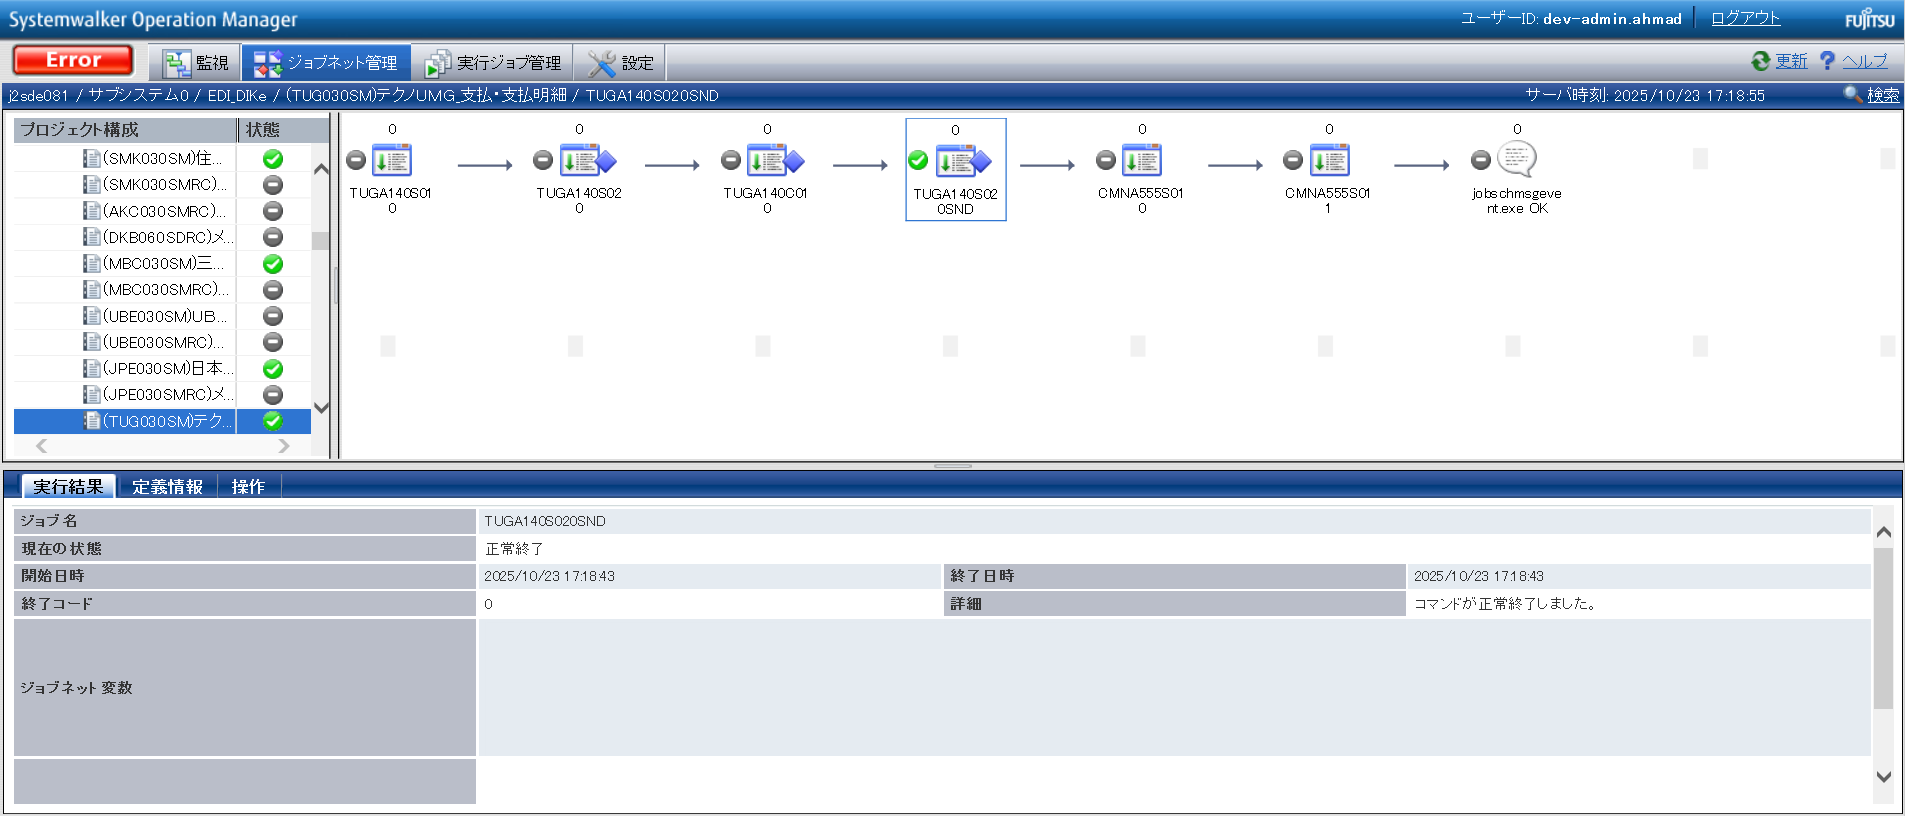 Systemwalker Operation Manager
ユーザーID: dev-admin.ahmad
ログアウト
FUJITSU
Error
監視
ジョブネット管理
実行ジョブ管理
設定
更新
ヘルプ
j2sde081 / サブシステム0 / EDI_DIKe / (TUG030SM)テクノUMG_支払・支払明細 / TUGA140S020SND
サーバ時刻: 2025/10/23 17:18:55
検索
プロジェクト構成
状態
(SMK030SM)住...
(SMK030SMRC)...
(AKC030SMRC)...
(DKB060SDRC)メ...
(MBC030SM)三...
(MBC030SMRC)...
(UBE030SM)UB...
(UBE030SMRC)...
(JPE030SM)日本...
(JPE030SMRC)メ...
(TUG030SM)テク...
0
TUGA140S01
0
0
TUGA140S02
0
0
TUGA140C01
0
0
TUGA140S02
0SND
0
CMNA555S01
0
0
CMNA555S01
1
0
jobschmsgeve
nt.exe OK
実行結果
定義情報
操作
ジョブ名
TUGA140S020SND
現在の状態
正常終了
開始日時
2025/10/23 17:18:43
終了日時
2025/10/23 17:18:43
終了コード
0
詳細
コマンドが正常終了しました。
ジョブネット変数